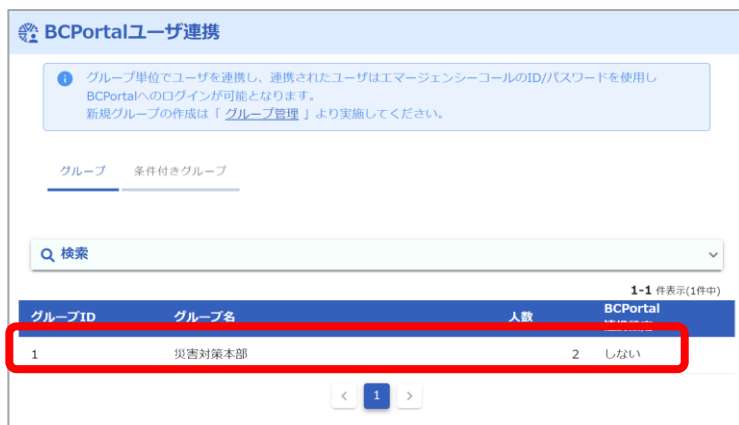 BCPortalユーザ連携
グループ単位でユーザを連携し、連携されたユーザはエマージェンシーコールのID/パスワードを使用し
BCPortalへのログインが可能となります。
新規グループの作成は「 グループ管理 」より実施してください。
グループ 条件付きグループ
検索
1-1 件表示(1件中)
グループID グループ名 人数 BCPortal
1 災害対策本部 2 しない
< 1 >